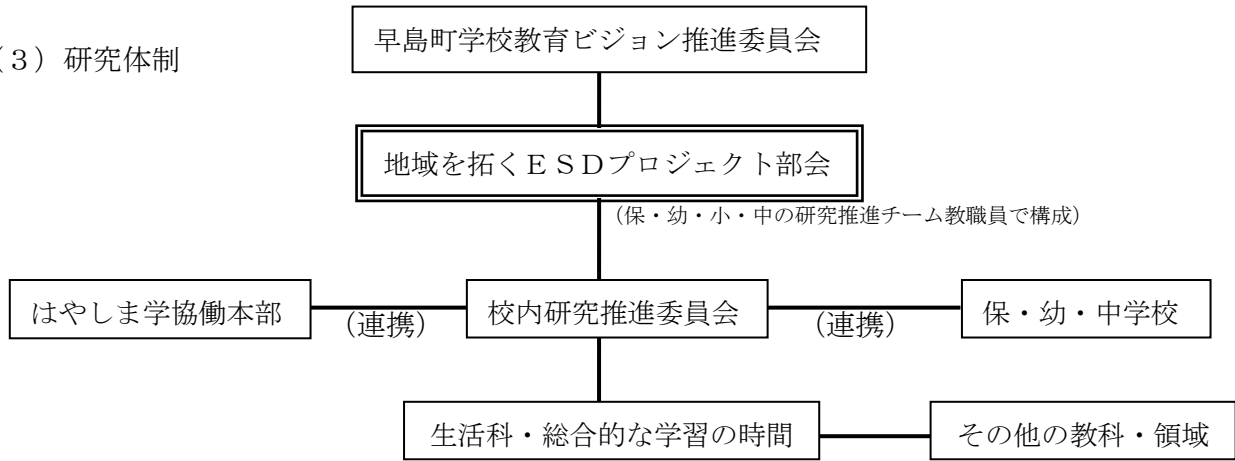 早島町学校教育ビジョン推進委員会
（３）研究体制
地域を拓くＥＳＤプロジェクト部会
（保・幼・小・中の研究推進チーム教職員で構成）
はやしま学協働本部
（連携）
校内研究推進委員会
（連携）
保・幼・中学校
生活科・総合的な学習の時間
その他の教科・領域